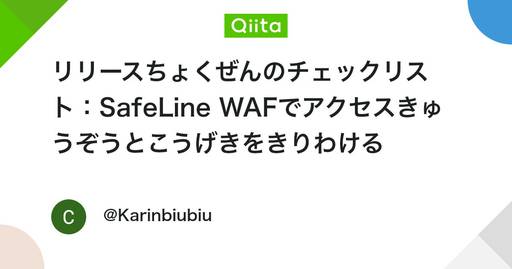 Qiita
リリースちょくぜんのチェックリス
ト：SafeLine WAFでアクセスきゅ
うぞうとこうげきをきりわける
C
@Karinbiubiu